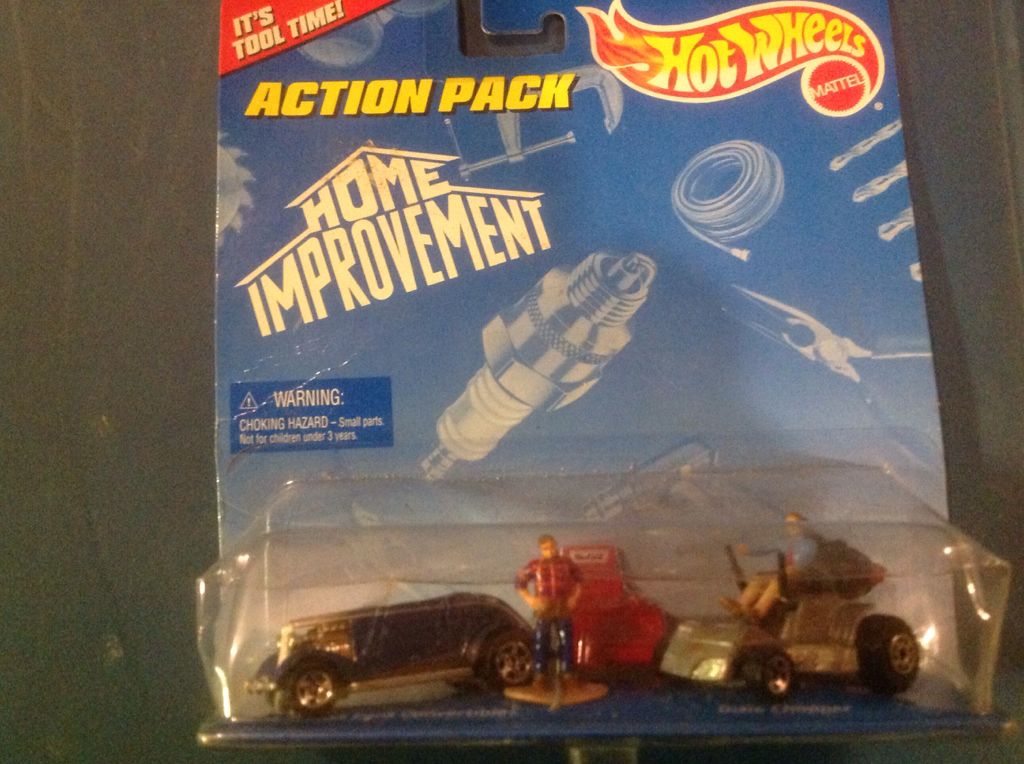 IT'S
TOOL TIME!
HOT WHEELS
MATTEL
®
ACTION PACK
HOME
IMPROVEMENT
WARNING:
CHOKING HAZARD – Small parts.
Not for children under 3 years.